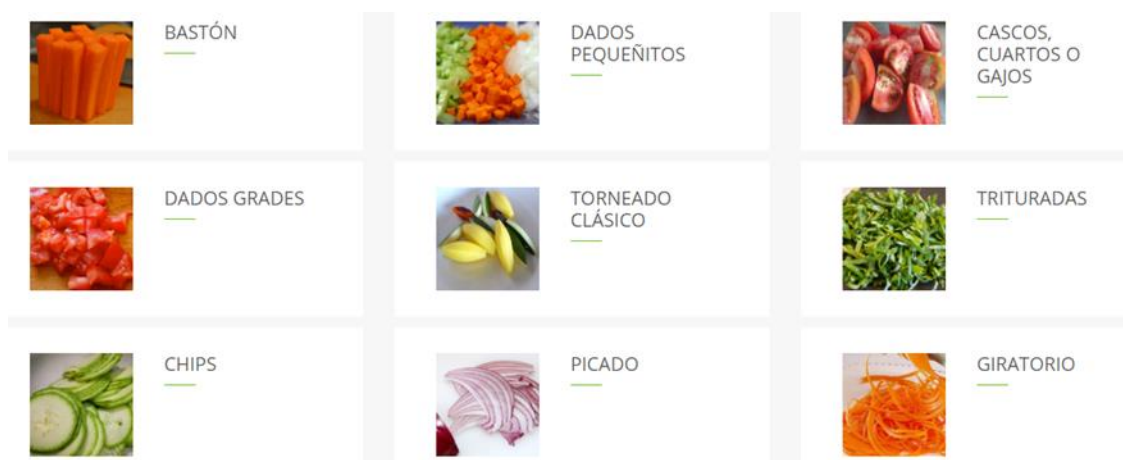 BASTÓN
DADOS
PEQUEÑITOS
CASCOS,
CUARTOS O
GAJOS
DADOS GRADES
TORNEADO
CLÁSICO
TRITURADAS
CHIPS
PICADO
GIRATORIO